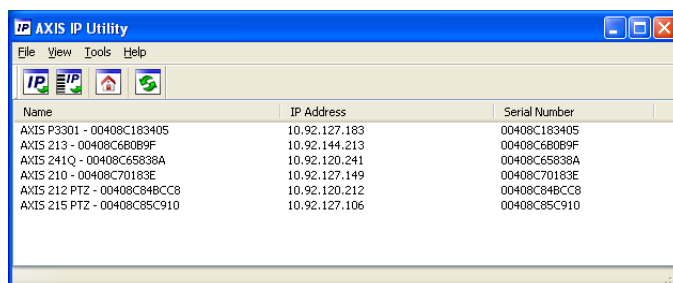 IP AXIS IP Utility
File View Tools Help
IP IP
Name IP Address Serial Number
AXIS P3301 - 00408C183405 10.92.127.183 00408C183405
AXIS 213 - 00408C6B0B9F 10.92.144.213 00408C6B0B9F
AXIS 241Q - 00408C65838A 10.92.120.241 00408C65838A
AXIS 210 - 00408C70183E 10.92.127.149 00408C70183E
AXIS 212 PTZ - 00408C84BCC8 10.92.120.212 00408C84BCC8
AXIS 215 PTZ - 00408C85C910 10.92.127.106 00408C85C910